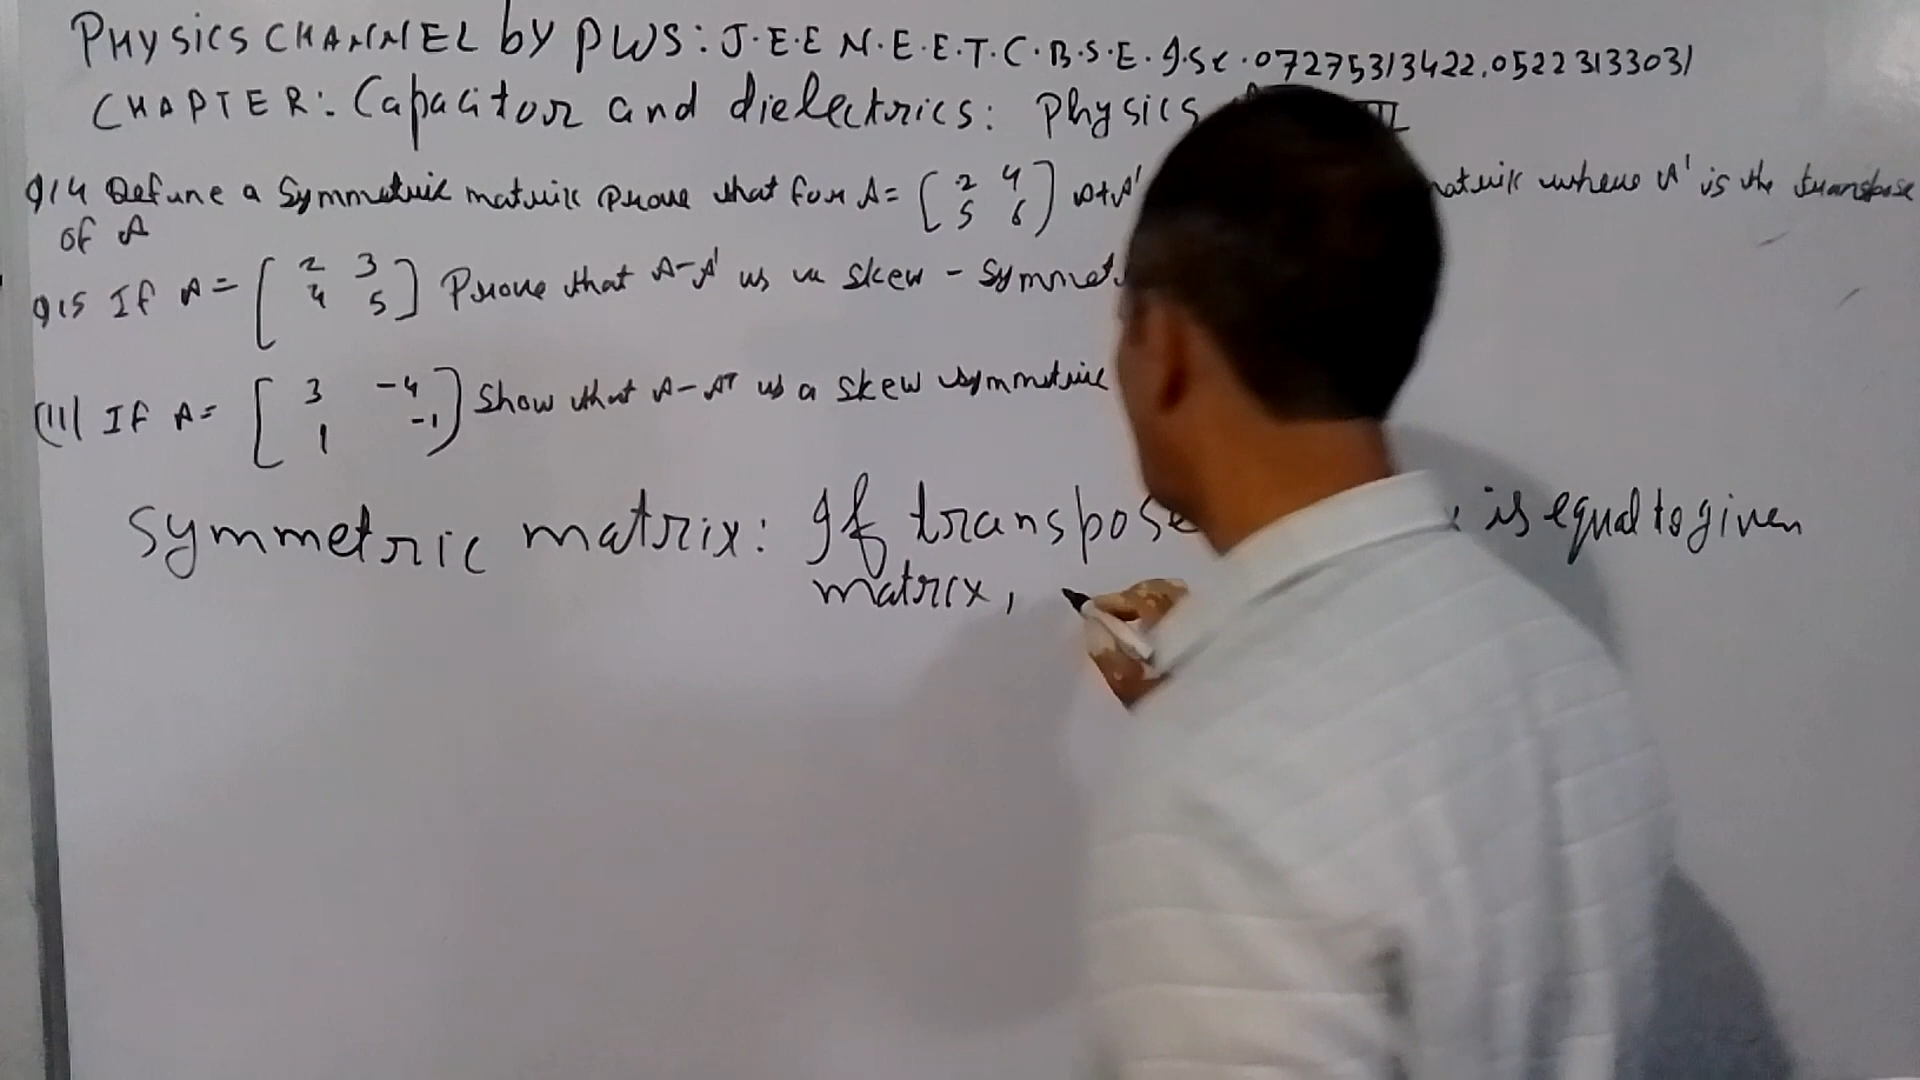 PHYSICS CHANNEL by PWS: J.E.E N.E.E.T.C.B.S.E. I.Sc. 07275313422, 05223133031
CHAPTER: Capacitor and dielectrics: Physics II
Q14 Define a Symmetric matrix Prove that for A = [2 4 5 6] A+A' matrix where A' is the transpose
of A
Q15 If A = [2 3 4 5] Prove that A-A' is a skew - symmet
(II) If A = [3 -4 1 -1] Show that A-A^T is a skew symmetric
Symmetric matrix: If transpose is equal to given
matrix,